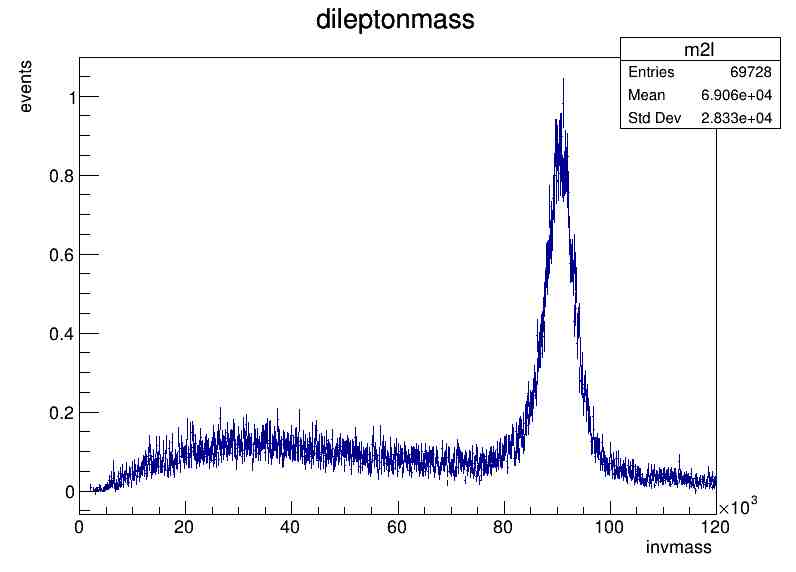 dileptonmass
m2l
Entries 69728
Mean 6.906e+04
Std Dev 2.833e+04
events
1
0.8
0.6
0.4
0.2
0
0 20 40 60 80 100 120
×10³
invmass